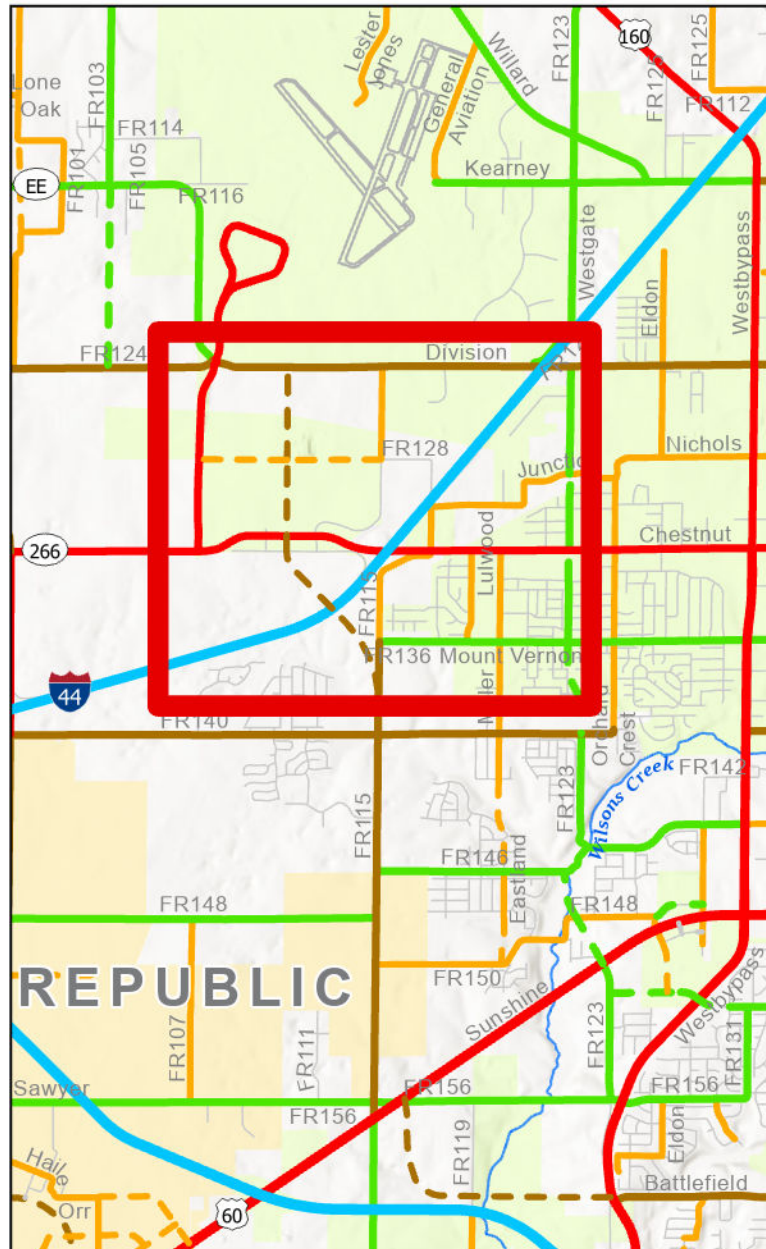 FR123
160
FR125
Lester
Jones
Willard
General
Aviation
Lone
Oak
FR103
FR125
FR112
FR114
FR101
FR105
Kearney
EE
FR116
Westgate
Eldon
Westbypass
FR124
Division
FR128
Junction
Nichols
Lulwood
266
Chestnut
FR115
FR136 Mount Vernon
44
Miller
FR140
Orchard
Crest
Wilsons Creek
FR142
FR123
FR115
FR146
Eastland
FR148
FR148
REPUBLIC
FR150
Sunshine
FR107
FR111
FR123
Westbypass
FR131
Sawyer
FR156
FR156
FR156
FR119
Eldon
Haile
Orr
60
Battlefield